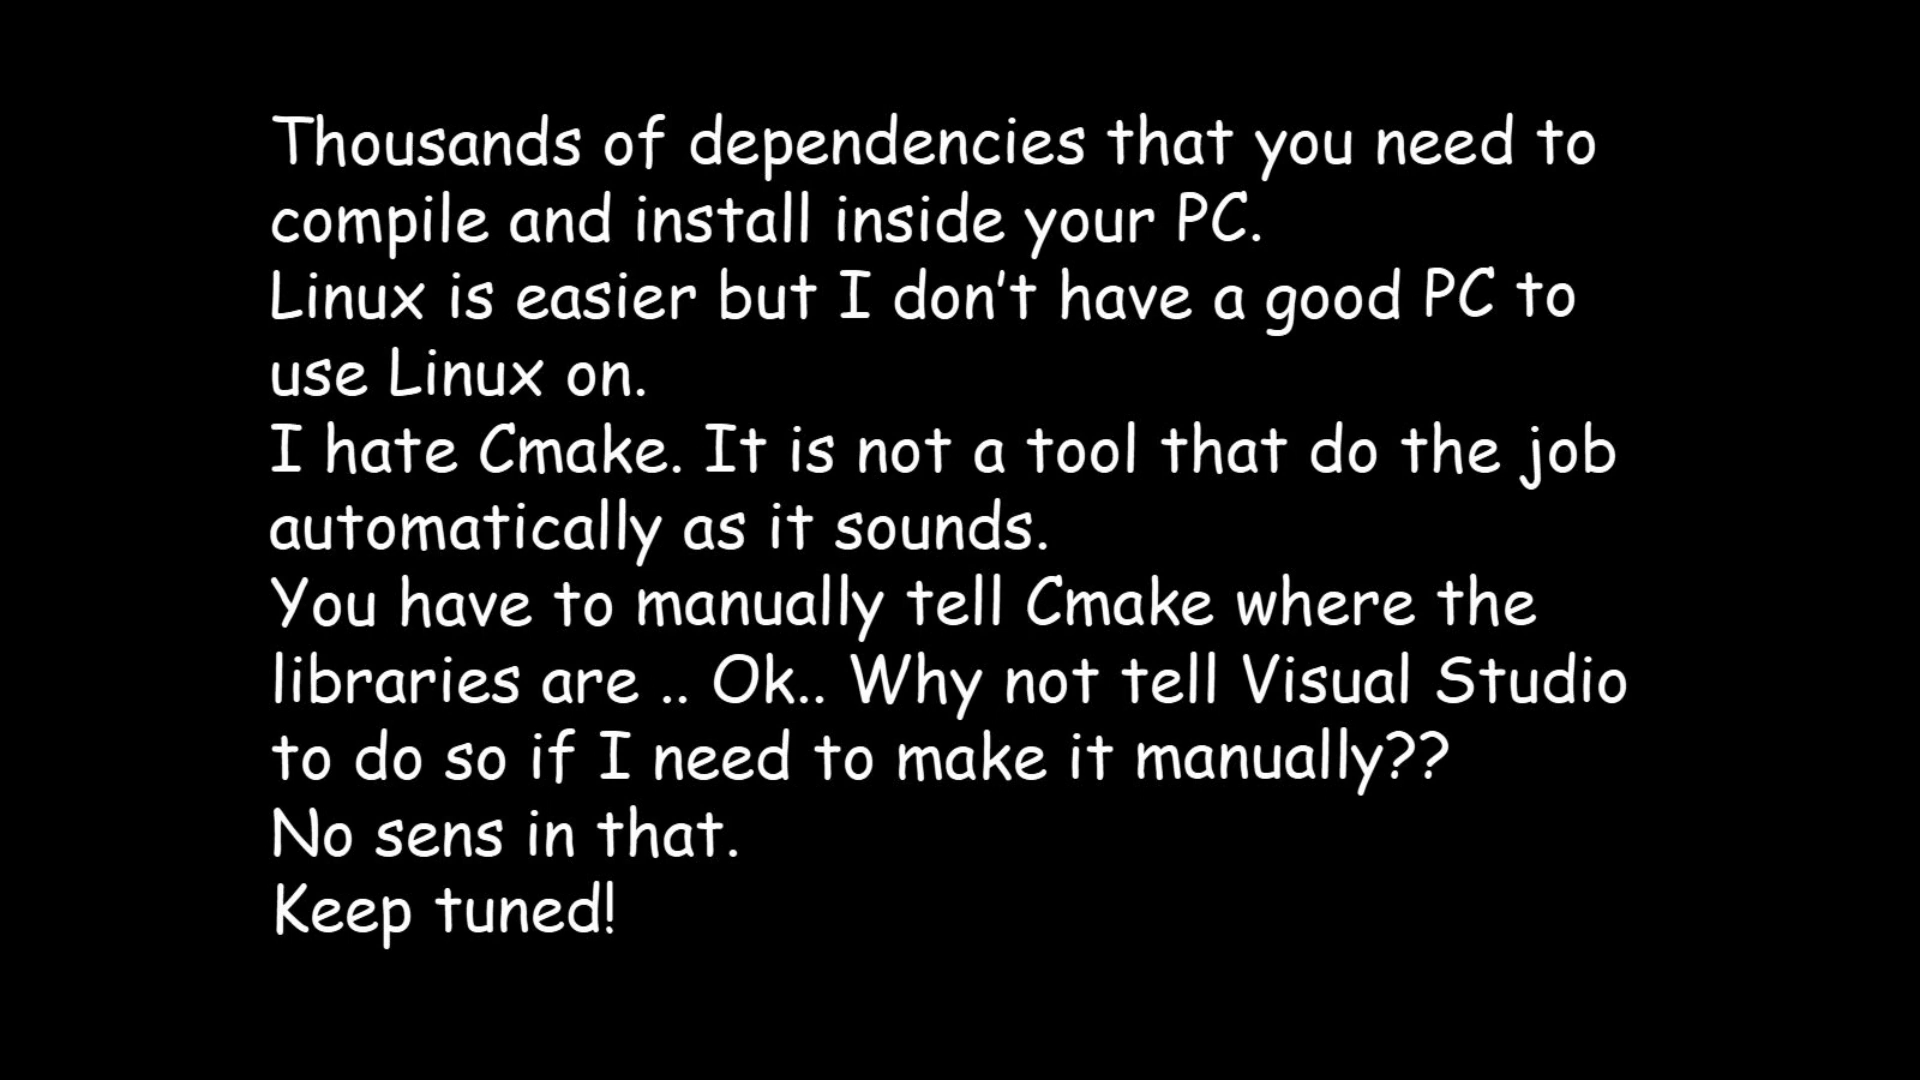 Thousands of dependencies that you need to
compile and install inside your PC.
Linux is easier but I don't have a good PC to
use Linux on.
I hate Cmake. It is not a tool that do the job
automatically as it sounds.
You have to manually tell Cmake where the
libraries are .. Ok.. Why not tell Visual Studio
to do so if I need to make it manually??
No sens in that.
Keep tuned!